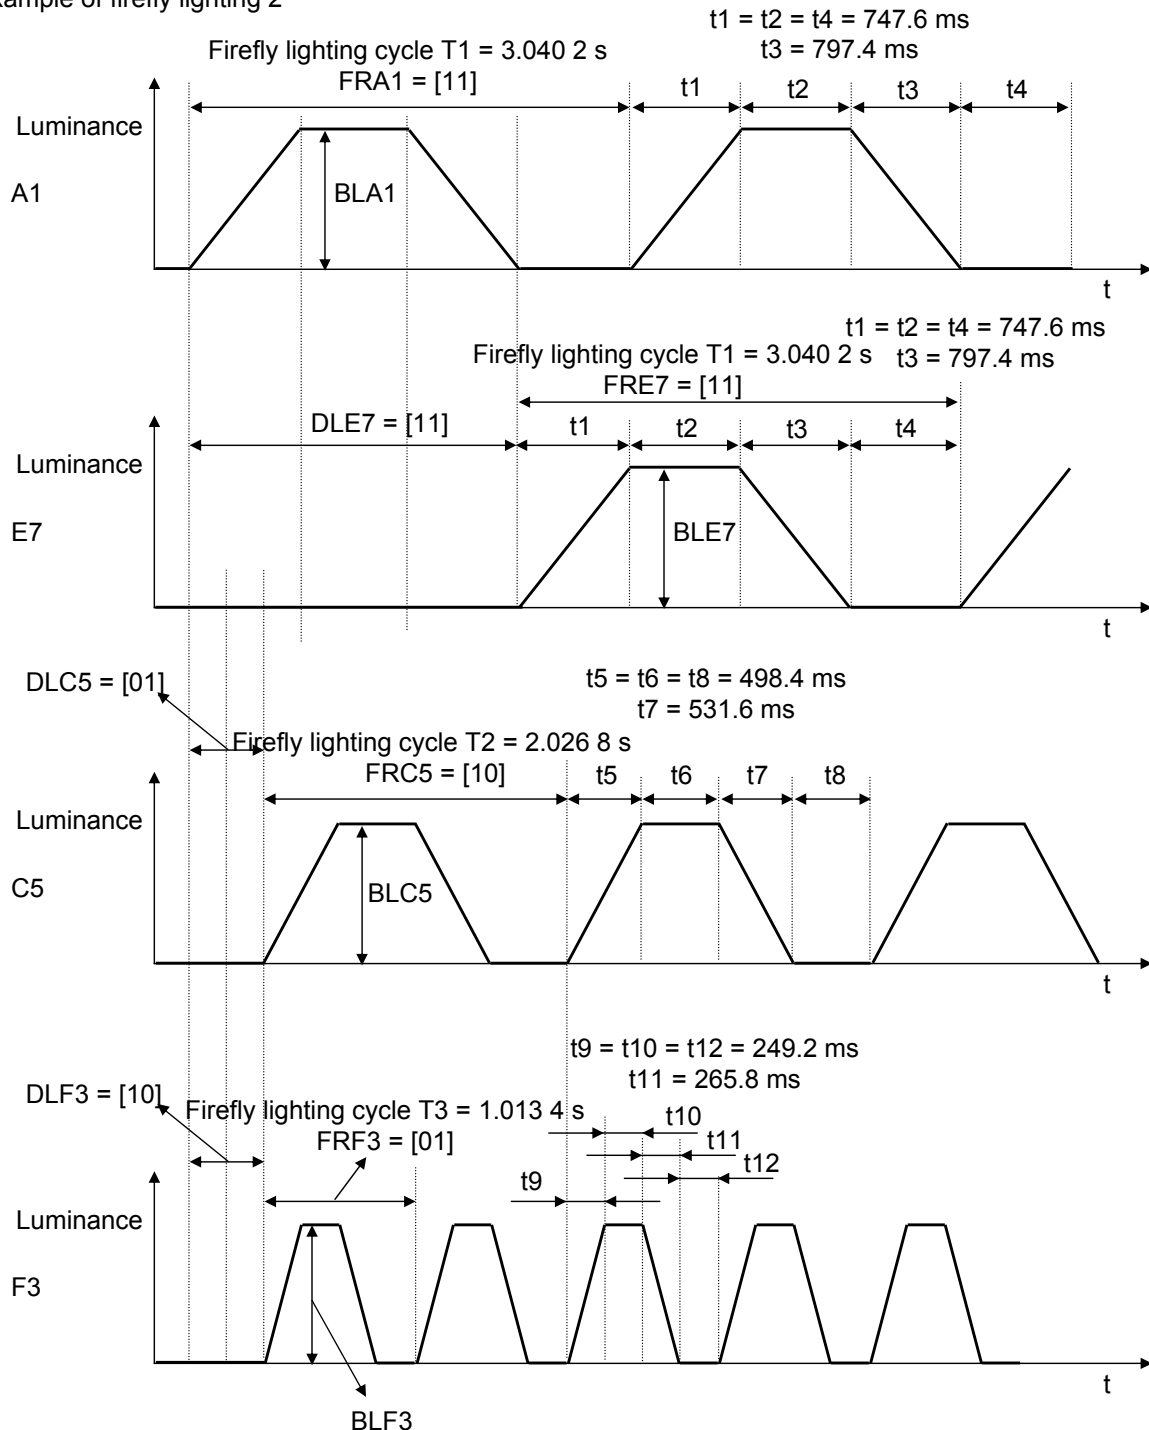 example of firefly lighting 2
t1 = t2 = t4 = 747.6 ms
t3 = 797.4 ms
Firefly lighting cycle T1 = 3.040 2 s
FRA1 = [11]
t1
t2
t3
t4
Luminance
A1
BLA1
t
t1 = t2 = t4 = 747.6 ms
t3 = 797.4 ms
Firefly lighting cycle T1 = 3.040 2 s
FRE7 = [11]
DLE7 = [11]
t1
t2
t3
t4
Luminance
E7
BLE7
t
DLC5 = [01]
t5 = t6 = t8 = 498.4 ms
t7 = 531.6 ms
Firefly lighting cycle T2 = 2.026 8 s
FRC5 = [10]
t5
t6
t7
t8
Luminance
C5
BLC5
t
t9 = t10 = t12 = 249.2 ms
t11 = 265.8 ms
DLF3 = [10]
Firefly lighting cycle T3 = 1.013 4 s
FRF3 = [01]
t10
t11
t12
t9
Luminance
F3
BLF3
t